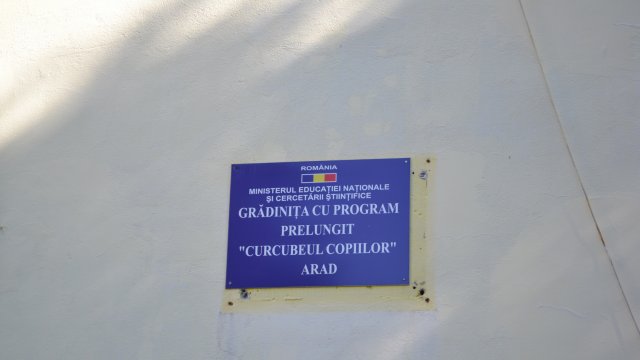 ROMÂNIA
MINISTERUL EDUCAȚIEI NAȚIONALE
ȘI CERCETĂRII ȘTIINȚIFICE
GRĂDINIȚA CU PROGRAM
PRELUNGIT
"CURCUBEUL COPIILOR"
ARAD